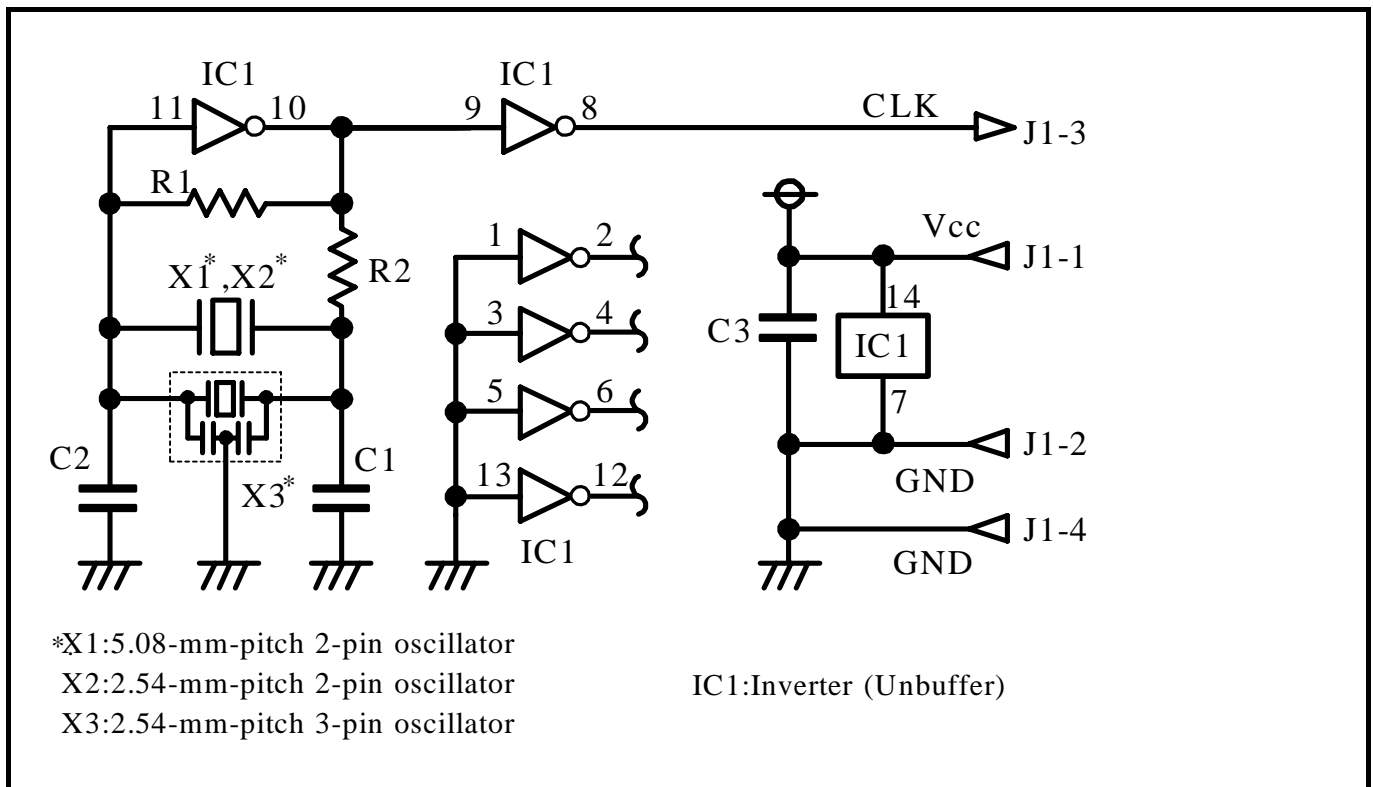 IC1 IC1
11 10 9 8 CLK J1-3
R1
1 2 Vcc J1-1
X1*,X2* R2
3 4 C3 14 IC1
5 6 7
C2 C1 J1-2
X3* 13 12 GND
IC1 J1-4
GND
*X1:5.08-mm-pitch 2-pin oscillator
X2:2.54-mm-pitch 2-pin oscillator
IC1:Inverter (Unbuffer)
X3:2.54-mm-pitch 3-pin oscillator